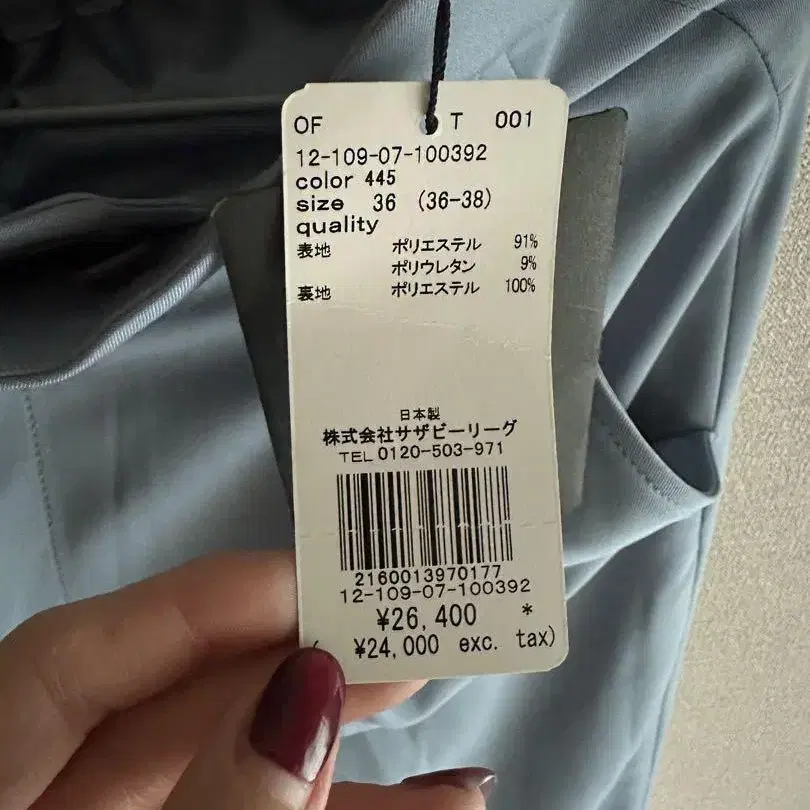 OF T 001
12-109-07-100392
color 445
size 36 (36-38)
quality
表地 ポリエステル 91%
ポリウレタン 9%
裏地 ポリエステル 100%
日本製
株式会社サザビーリーグ
TEL 0120-503-971
2160013970177
12-109-07-100392
¥26,400 *
( ¥24,000 exc. tax)